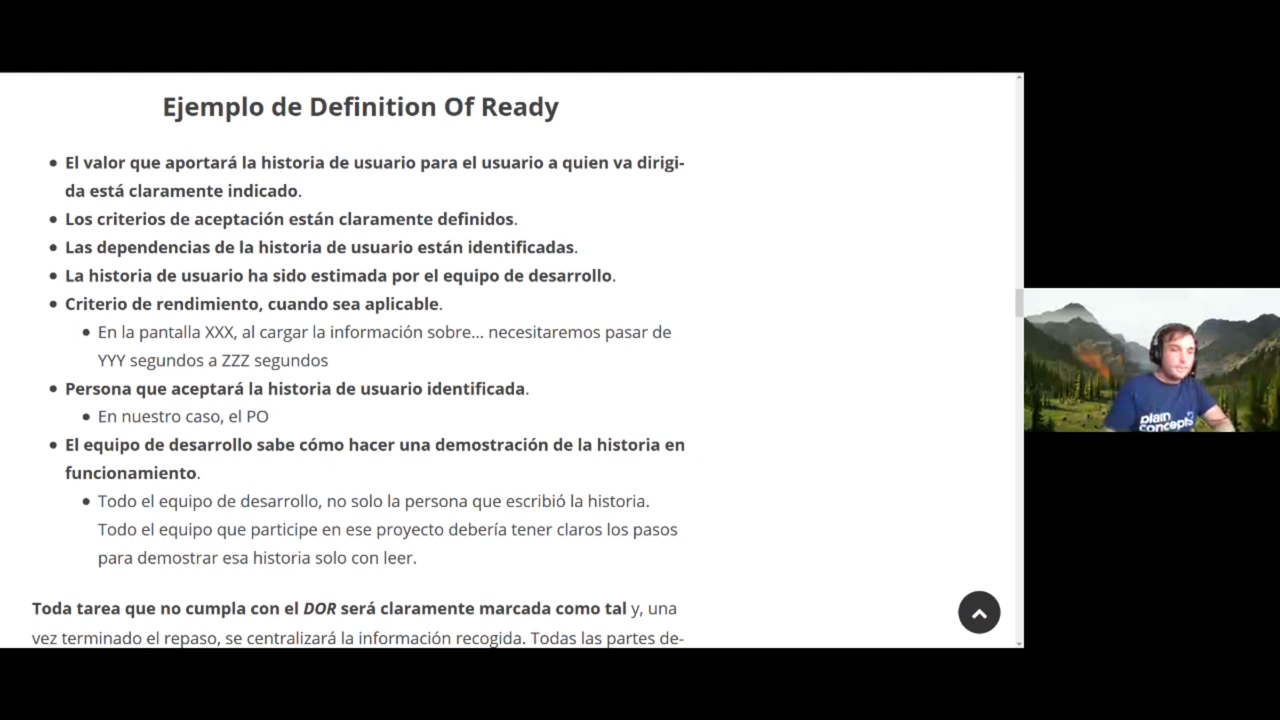 Ejemplo de Definition Of Ready
• El valor que aportará la historia de usuario para el usuario a quien va dirigi-
da está claramente indicado.
• Los criterios de aceptación están claramente definidos.
• Las dependencias de la historia de usuario están identificadas.
• La historia de usuario ha sido estimada por el equipo de desarrollo.
• Criterio de rendimiento, cuando sea aplicable.
• En la pantalla XXX, al cargar la información sobre... necesitaremos pasar de
YYY segundos a ZZZ segundos
• Persona que aceptará la historia de usuario identificada.
• En nuestro caso, el PO
• El equipo de desarrollo sabe cómo hacer una demostración de la historia en
funcionamiento.
• Todo el equipo de desarrollo, no solo la persona que escribió la historia.
Todo el equipo que participe en ese proyecto debería tener claros los pasos
para demostrar esa historia solo con leer.
Toda tarea que no cumpla con el DOR será claramente marcada como tal y, una
vez terminado el repaso, se centralizará la información recogida. Todas las partes de-
plain
concepts